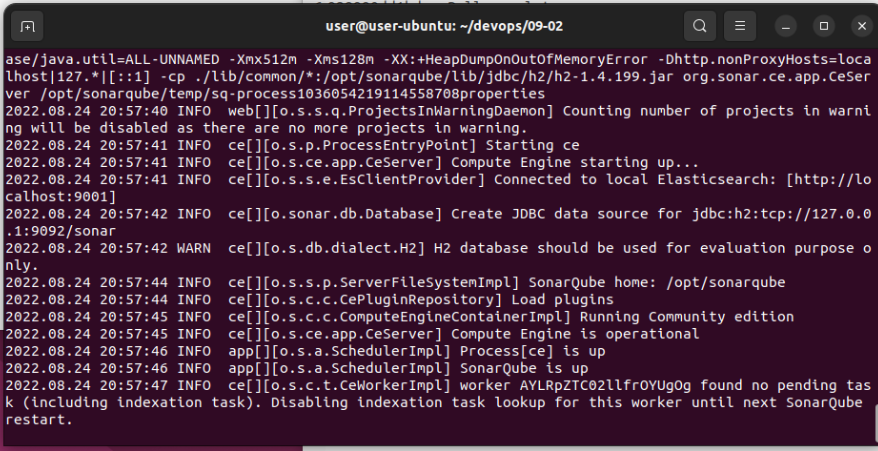 user@user-ubuntu: ~/devops/09-02
ase/java.util=ALL-UNNAMED -Xmx512m -Xms128m -XX:+HeapDumpOnOutOfMemoryError -Dhttp.nonProxyHosts=loca
lhost|127.*|[::1] -cp ./lib/common/*:/opt/sonarqube/lib/jdbc/h2/h2-1.4.199.jar org.sonar.ce.app.CeSer
ver /opt/sonarqube/temp/sq-process1036054219114558708properties
2022.08.24 20:57:40 INFO  web[][o.s.s.q.ProjectsInWarningDaemon] Counting number of projects in warni
ng will be disabled as there are no more projects in warning.
2022.08.24 20:57:41 INFO  ce[][o.s.p.ProcessEntryPoint] Starting ce
2022.08.24 20:57:41 INFO  ce[][o.s.ce.app.CeServer] Compute Engine starting up...
2022.08.24 20:57:41 INFO  ce[][o.s.s.e.EsClientProvider] Connected to local Elasticsearch: [http://lo
calhost:9001]
2022.08.24 20:57:42 INFO  ce[][o.sonar.db.Database] Create JDBC data source for jdbc:h2:tcp://127.0.0
.1:9092/sonar
2022.08.24 20:57:42 WARN  ce[][o.s.db.dialect.H2] H2 database should be used for evaluation purpose o
nly.
2022.08.24 20:57:44 INFO  ce[][o.s.s.p.ServerFileSystemImpl] SonarQube home: /opt/sonarqube
2022.08.24 20:57:44 INFO  ce[][o.s.c.c.CePluginRepository] Load plugins
2022.08.24 20:57:45 INFO  ce[][o.s.c.c.ComputeEngineContainerImpl] Running Community edition
2022.08.24 20:57:45 INFO  ce[][o.s.ce.app.CeServer] Compute Engine is operational
2022.08.24 20:57:46 INFO  app[][o.s.a.SchedulerImpl] Process[ce] is up
2022.08.24 20:57:46 INFO  app[][o.s.a.SchedulerImpl] SonarQube is up
2022.08.24 20:57:47 INFO  ce[][o.s.c.t.CeWorkerImpl] worker AYLRpZTC02llfrOYUgOg found no pending tas
k (including indexation task). Disabling indexation task lookup for this worker until next SonarQube
restart.